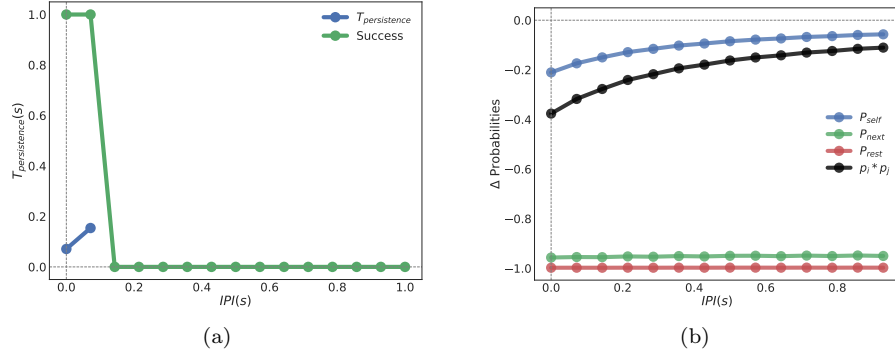 1.0
0.8
0.6
0.4
0.2
0.0
T_persistence(s)
T_persistence
Success
0.0 0.2 0.4 0.6 0.8 1.0
IPI(s)
(a)
0.0
−0.2
−0.4
−0.6
−0.8
−1.0
Δ Probabilities
P_self
P_next
P_rest
p_i * p_j
0.0 0.2 0.4 0.6 0.8
IPI(s)
(b)